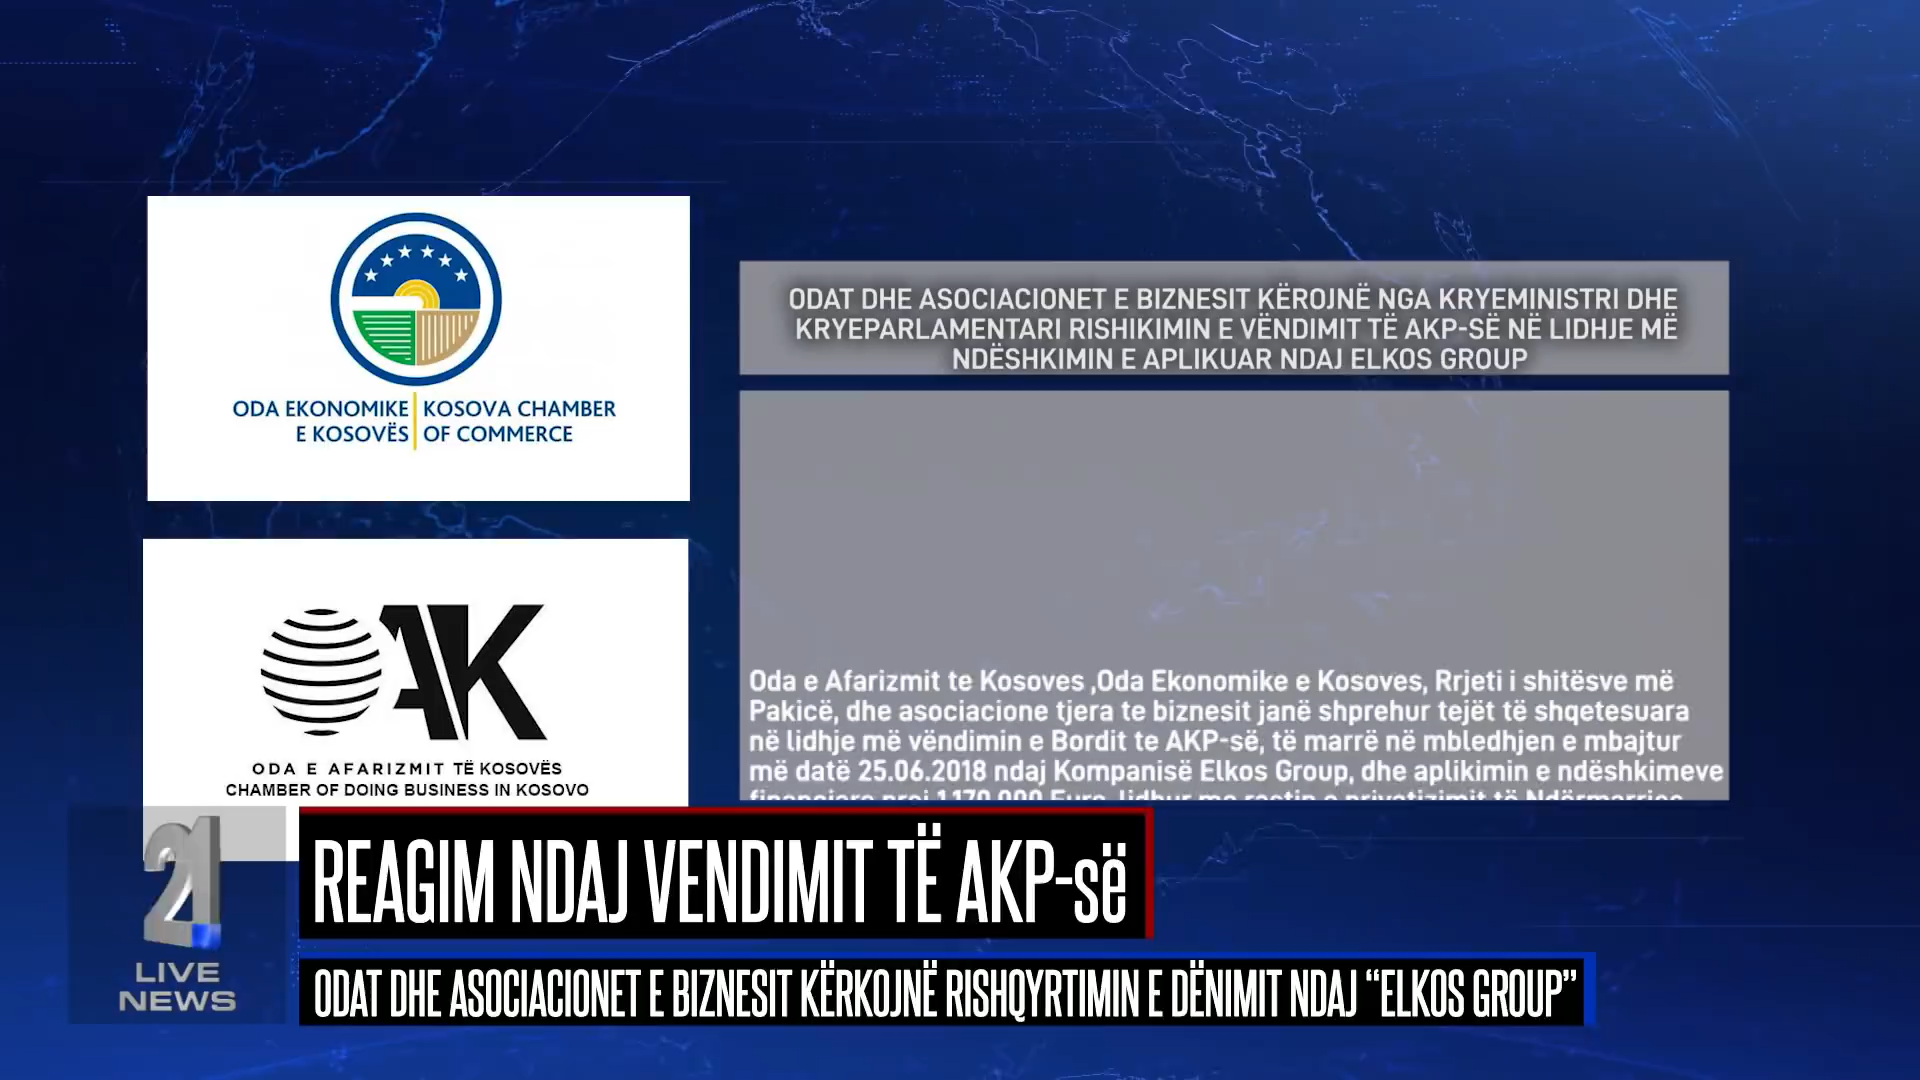 ODA EKONOMIKE
E KOSOVËS
KOSOVA CHAMBER
OF COMMERCE
ODAT DHE ASOCIACIONET E BIZNESIT KËROJNË NGA KRYEMINISTRI DHE
KRYEPARLAMENTARI RISHIKIMIN E VËNDIMIT TË AKP-SË NË LIDHJE MË
NDËSHKIMIN E APLIKUAR NDAJ ELKOS GROUP
AK
ODA E AFARIZMIT TË KOSOVËS
CHAMBER OF DOING BUSINESS IN KOSOVO
Oda e Afarizmit te Kosoves ,Oda Ekonomike e Kosoves, Rrjeti i shitësve më
Pakicë, dhe asociacione tjera te biznesit janë shprehur tejët të shqetesuara
në lidhje më vëndimin e Bordit te AKP-së, të marrë në mbledhjen e mbajtur
më datë 25.06.2018 ndaj Kompanisë Elkos Group, dhe aplikimin e ndëshkimeve
21
LIVE
NEWS
REAGIM NDAJ VENDIMIT TË AKP-së
ODAT DHE ASOCIACIONET E BIZNESIT KËRKOJNË RISHQYRTIMIN E DËNIMIT NDAJ “ELKOS GROUP”